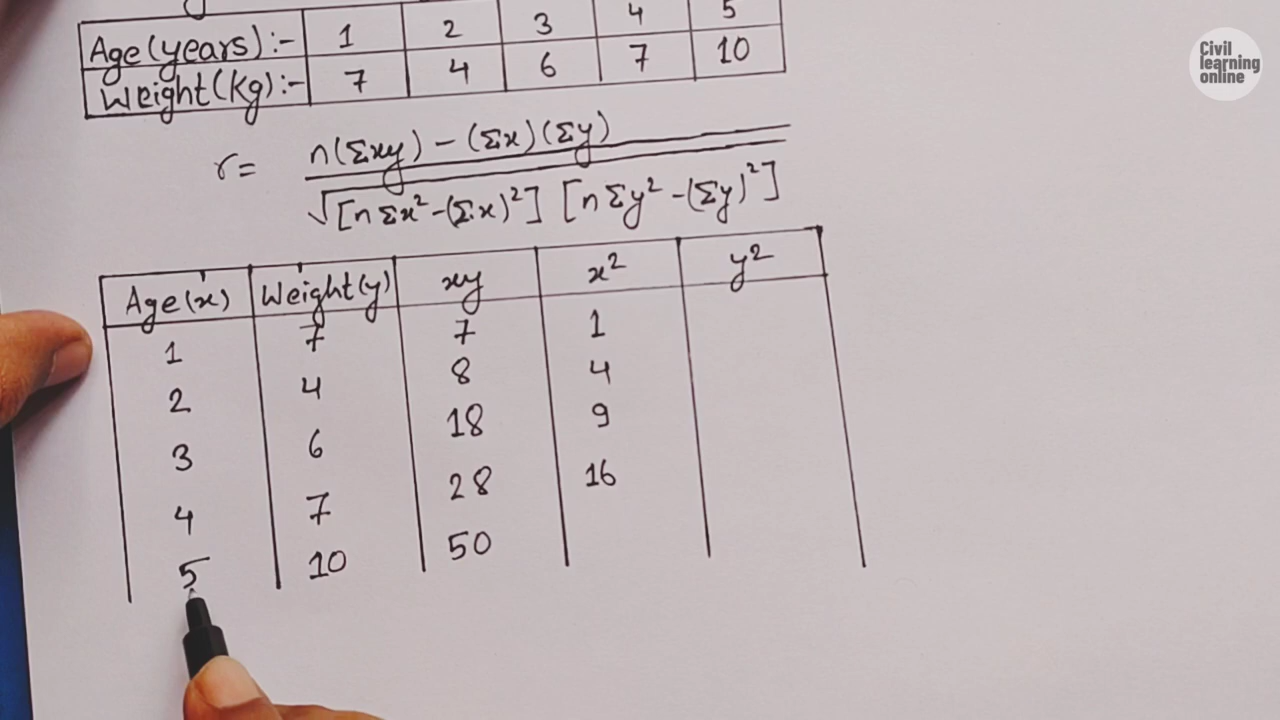 Age (years):- 1 2 3 4 5
Weight (kg):- 7 4 6 7 10
r= n(Σxy) - (Σx)(Σy)
√[nΣx²-(Σx)²] [nΣy²-(Σy)²]
Age(x) Weight(y) xy x² y²
1 7 7 1
2 4 8 4
3 6 18 9
4 7 28 16
5 10 50
Civil
learning
online